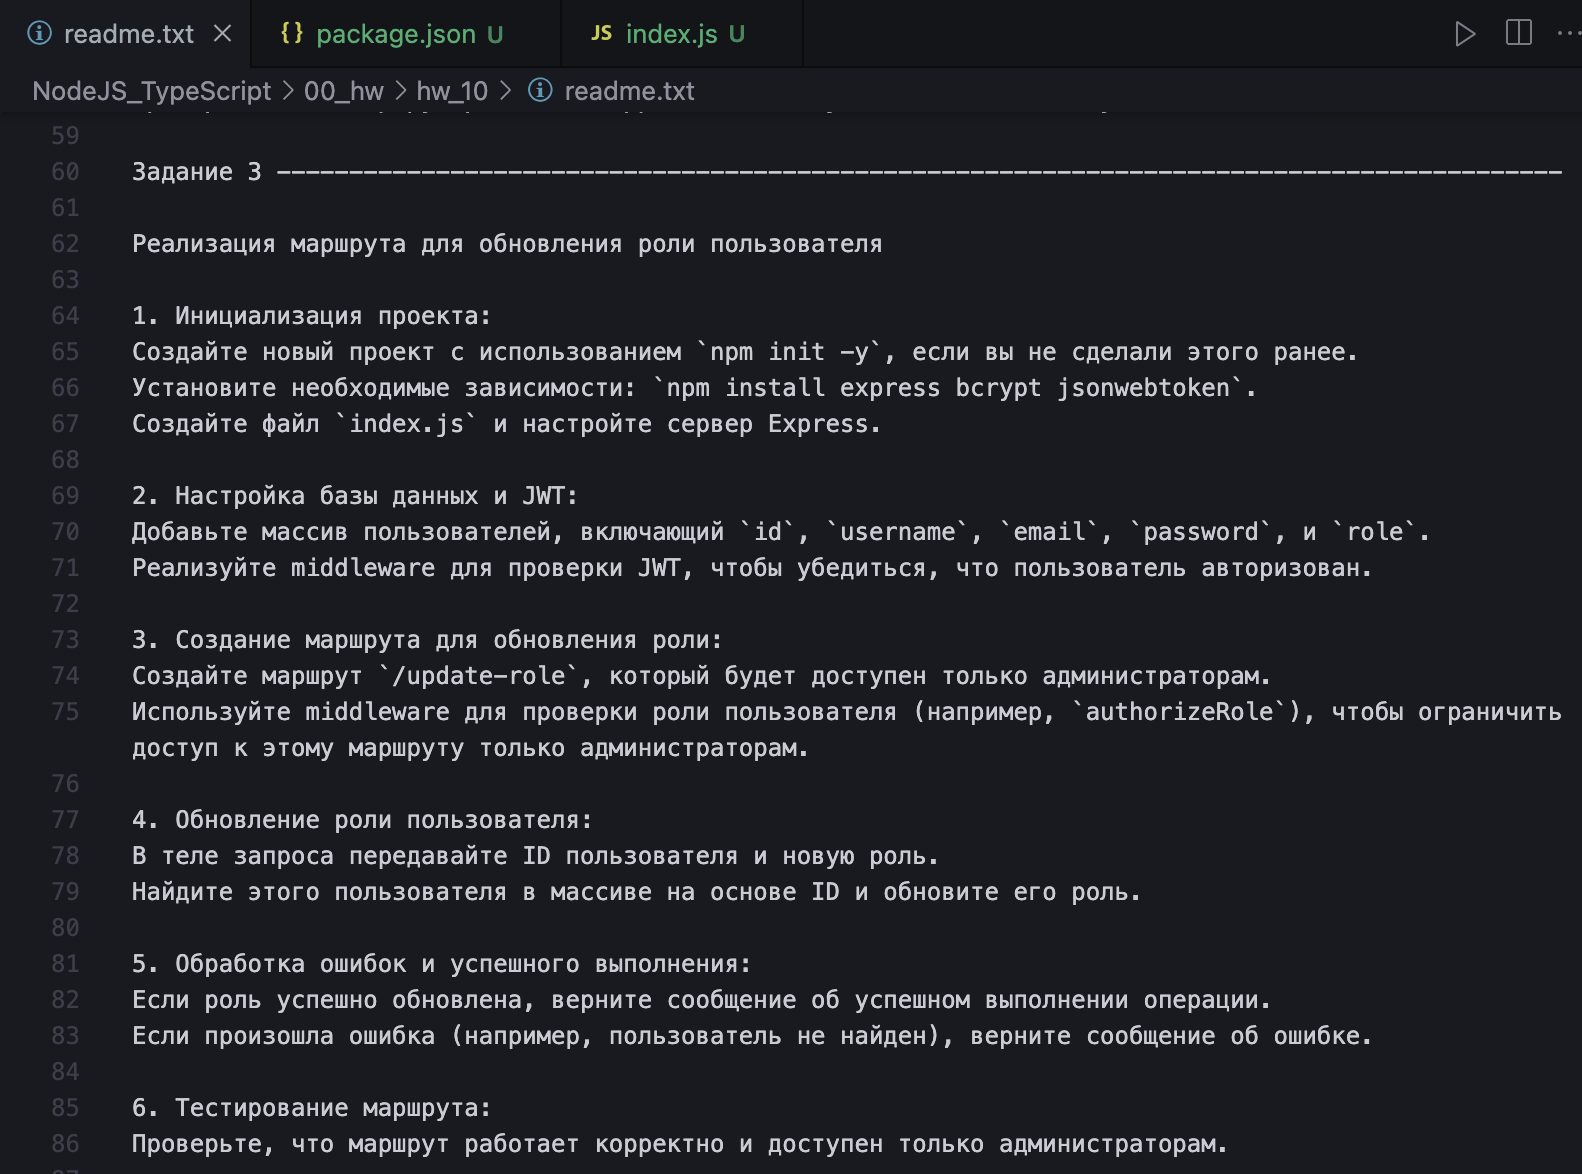 readme.txt
package.json U
JS index.js U
NodeJS_TypeScript > 00_hw > hw_10 > readme.txt
59
60 Задание 3 -----------------------------------------------------------------------------------------
61
62 Реализация маршрута для обновления роли пользователя
63
64 1. Инициализация проекта:
65 Создайте новый проект с использованием `npm init -y`, если вы не сделали этого ранее.
66 Установите необходимые зависимости: `npm install express bcrypt jsonwebtoken`.
67 Создайте файл `index.js` и настройте сервер Express.
68
69 2. Настройка базы данных и JWT:
70 Добавьте массив пользователей, включающий `id`, `username`, `email`, `password`, и `role`.
71 Реализуйте middleware для проверки JWT, чтобы убедиться, что пользователь авторизован.
72
73 3. Создание маршрута для обновления роли:
74 Создайте маршрут `/update-role`, который будет доступен только администраторам.
75 Используйте middleware для проверки роли пользователя (например, `authorizeRole`), чтобы ограничить
доступ к этому маршруту только администраторам.
76
77 4. Обновление роли пользователя:
78 В теле запроса передавайте ID пользователя и новую роль.
79 Найдите этого пользователя в массиве на основе ID и обновите его роль.
80
81 5. Обработка ошибок и успешного выполнения:
82 Если роль успешно обновлена, верните сообщение об успешном выполнении операции.
83 Если произошла ошибка (например, пользователь не найден), верните сообщение об ошибке.
84
85 6. Тестирование маршрута:
86 Проверьте, что маршрут работает корректно и доступен только администраторам.